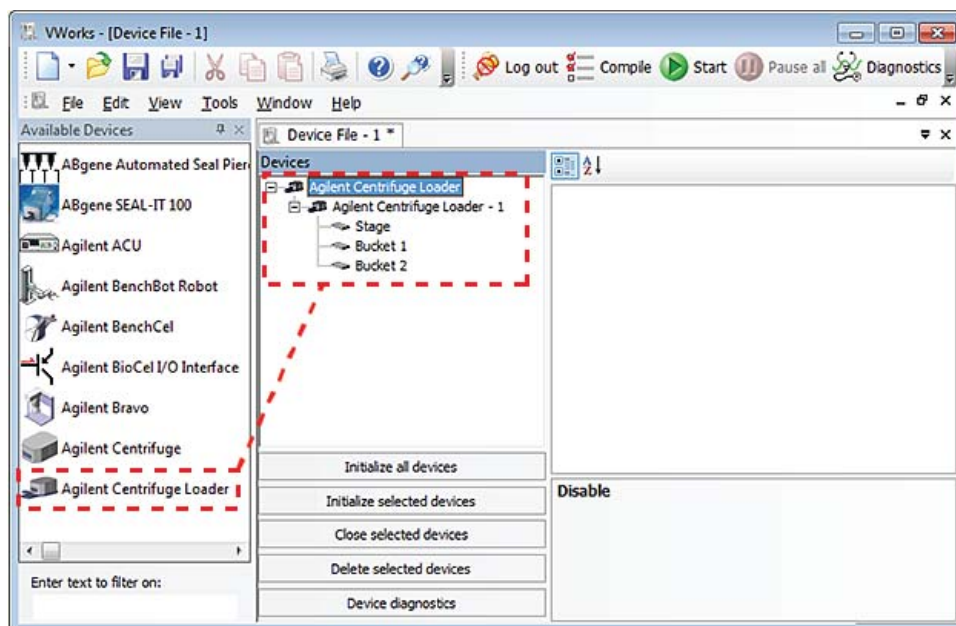 VWorks - [Device File - 1]
Log out Compile Start Pause all Diagnostics
File Edit View Tools Window Help
Available Devices
ABgene Automated Seal Pier
ABgene SEAL-IT 100
Agilent ACU
Agilent BenchBot Robot
Agilent BenchCel
Agilent BioCel I/O Interface
Agilent Bravo
Agilent Centrifuge
Agilent Centrifuge Loader
Enter text to filter on:
Device File - 1 *
Devices
Agilent Centrifuge Loader
Agilent Centrifuge Loader - 1
Stage
Bucket 1
Bucket 2
Initialize all devices
Initialize selected devices
Close selected devices
Delete selected devices
Device diagnostics
Disable